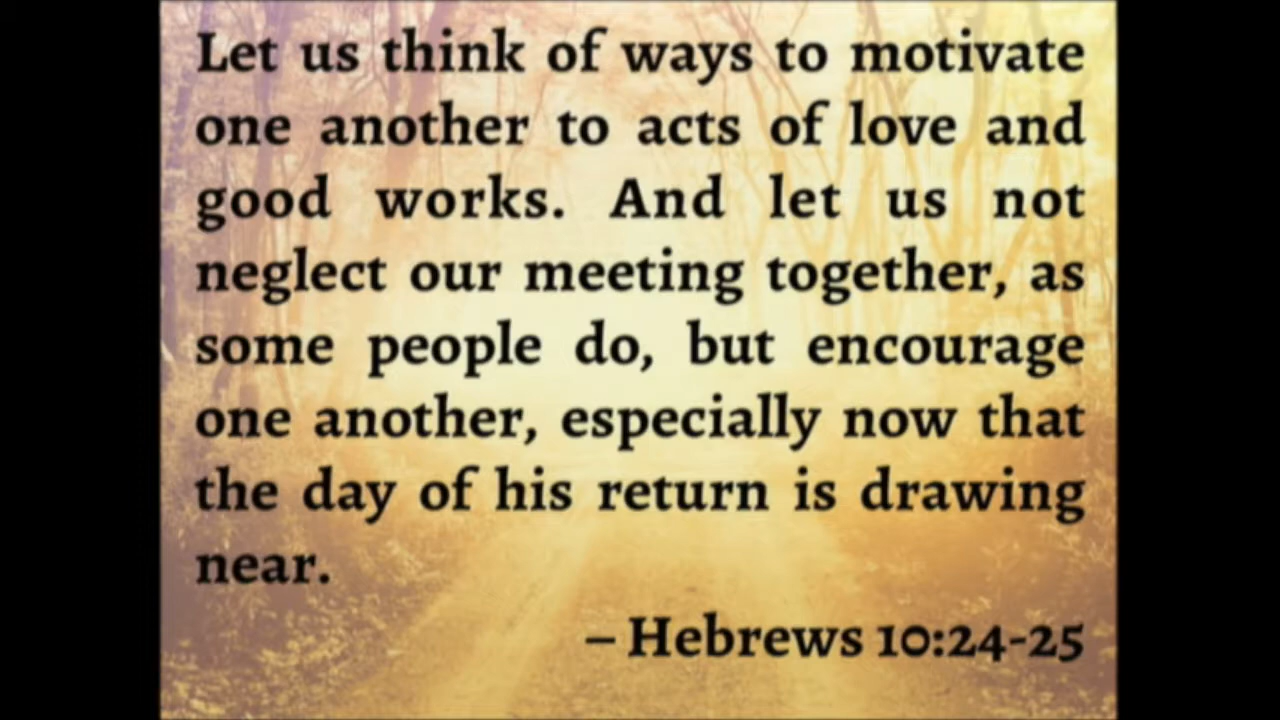 Let us think of ways to motivate
one another to acts of love and
good works. And let us not
neglect our meeting together, as
some people do, but encourage
one another, especially now that
the day of his return is drawing
near.
– Hebrews 10:24-25